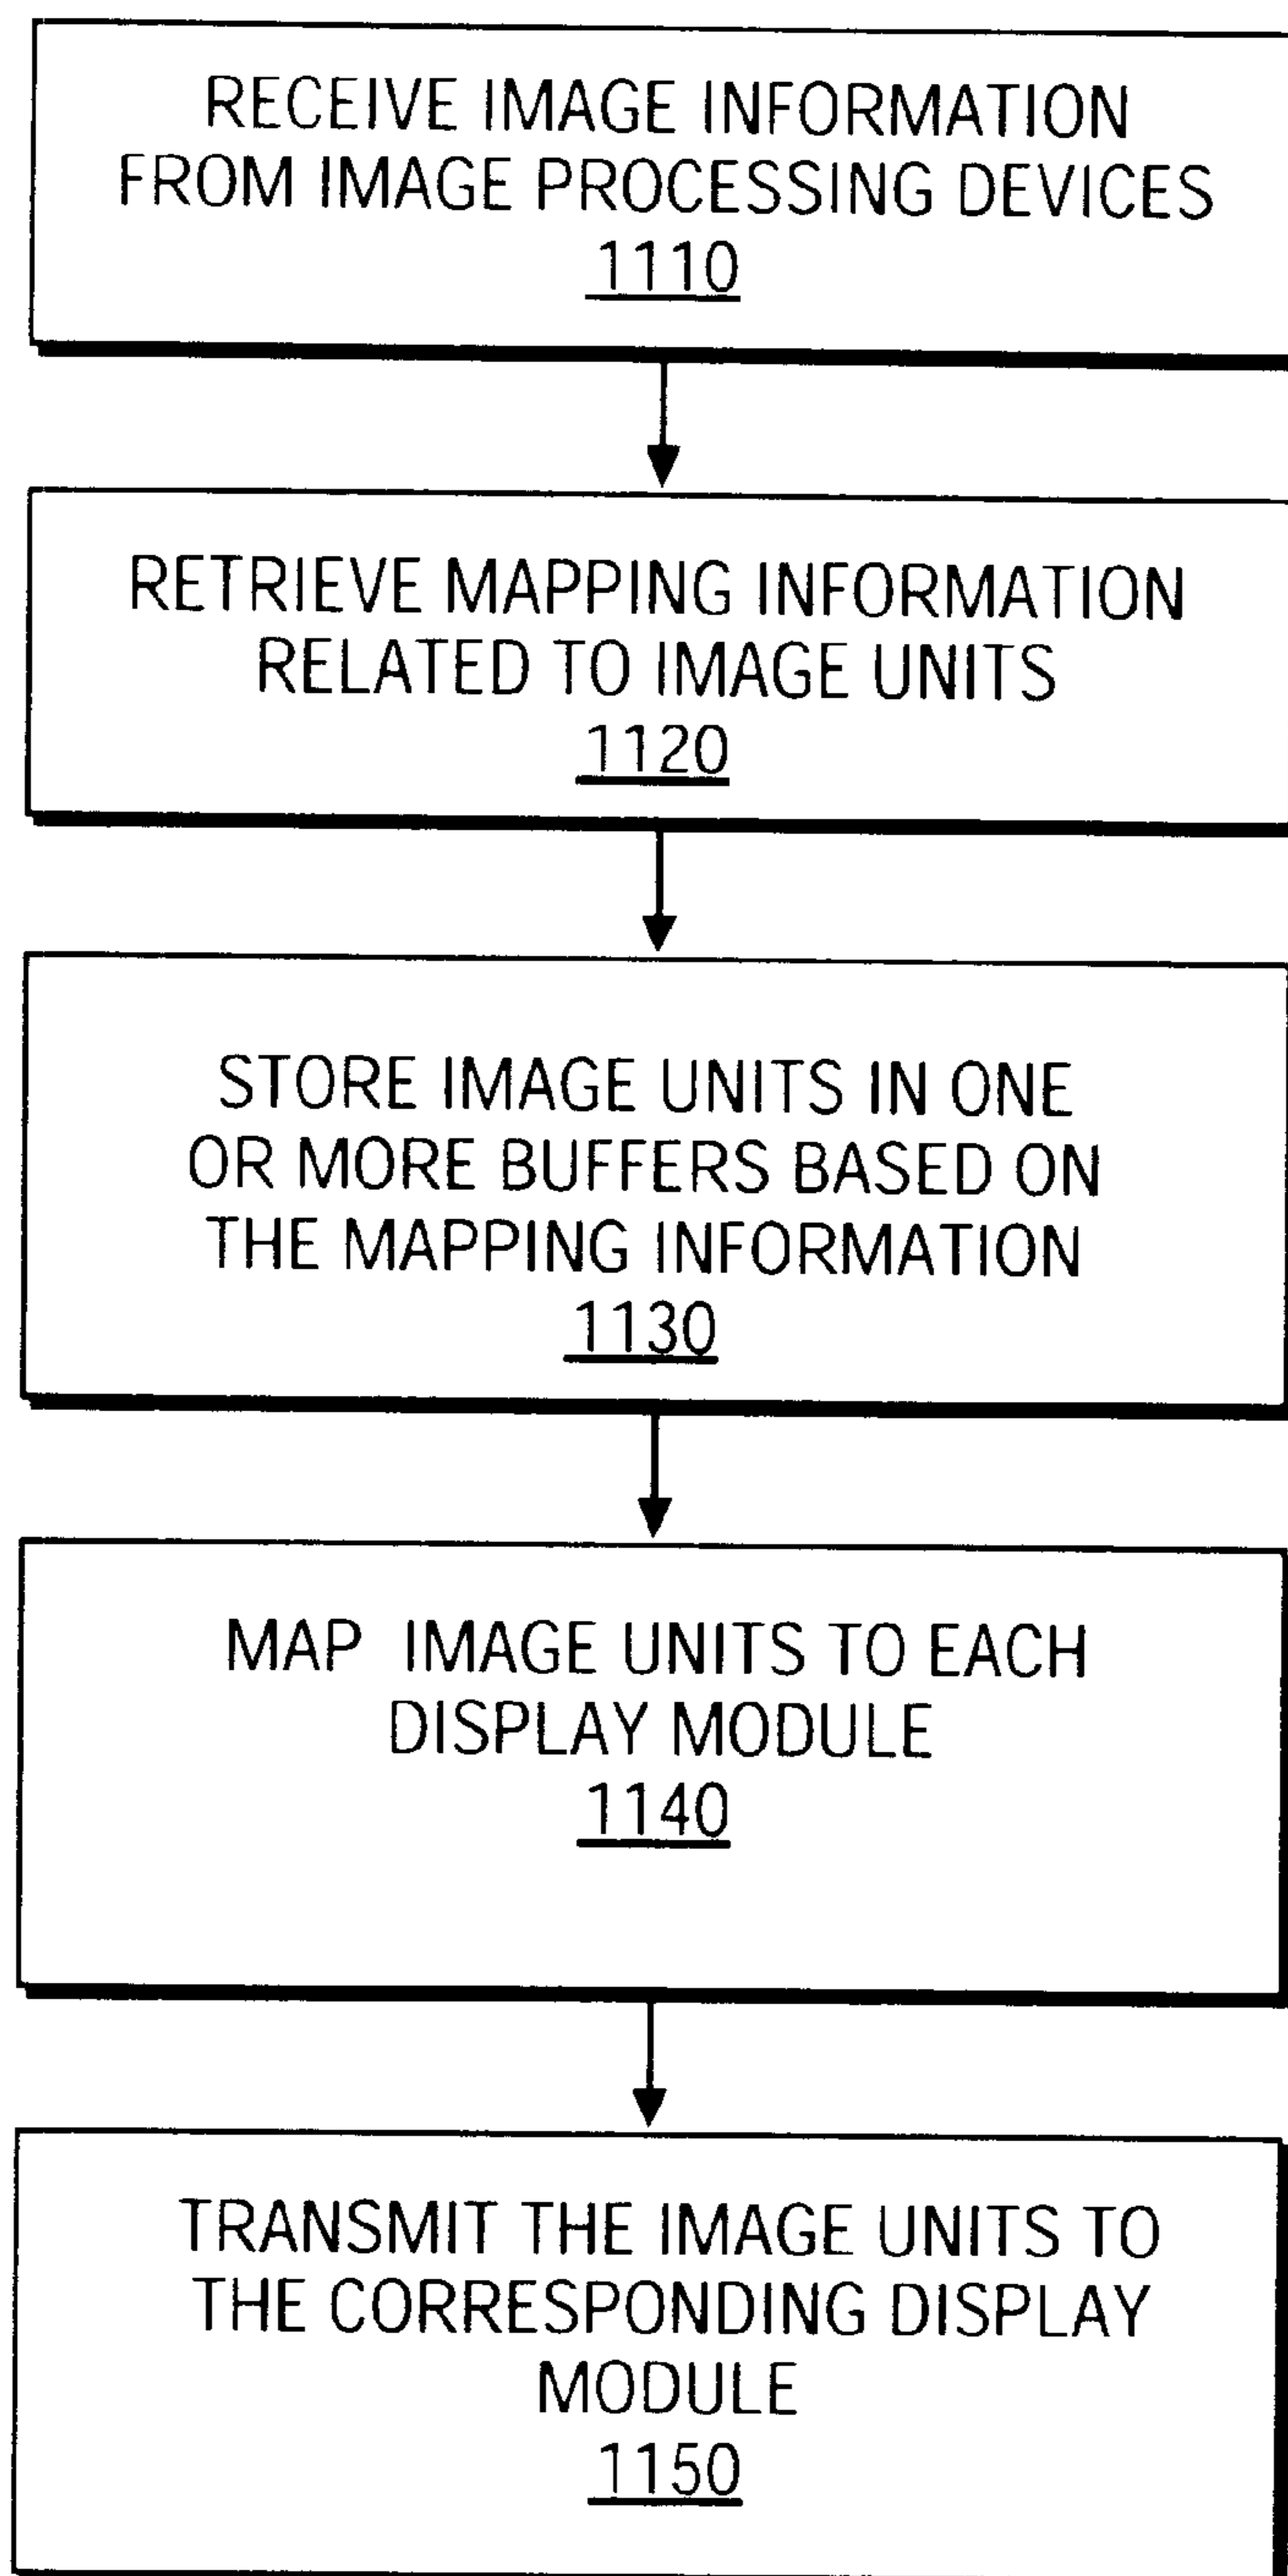 RECEIVE IMAGE INFORMATION
FROM IMAGE PROCESSING DEVICES
1110
RETRIEVE MAPPING INFORMATION
RELATED TO IMAGE UNITS
1120
STORE IMAGE UNITS IN ONE
OR MORE BUFFERS BASED ON
THE MAPPING INFORMATION
1130
MAP IMAGE UNITS TO EACH
DISPLAY MODULE
1140
TRANSMIT THE IMAGE UNITS TO
THE CORRESPONDING DISPLAY
MODULE
1150